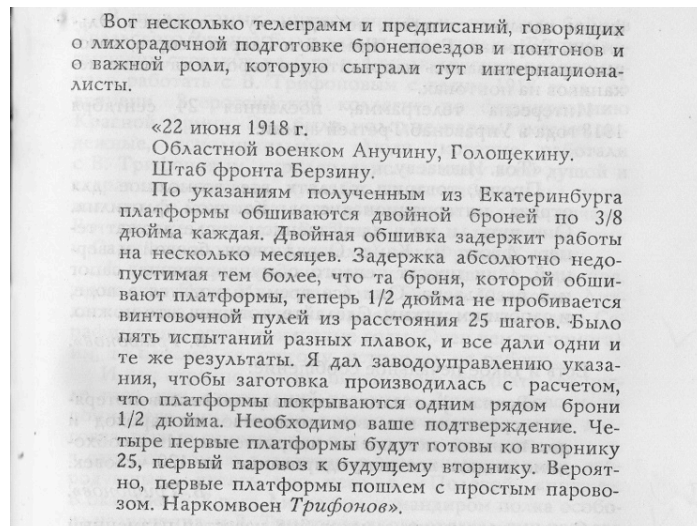 Вот несколько телеграмм и предписаний, говорящих
о лихорадочной подготовке бронепоездов и понтонов и
о важной роли, которую сыграли тут интернациона-
листы.
«22 июня 1918 г.
Областной военком Анучину, Голощекину.
Штаб фронта Берзину.
По указаниям полученным из Екатеринбурга
платформы обшиваются двойной броней по 3/8
дюйма каждая. Двойная обшивка задержит работы
на несколько месяцев. Задержка абсолютно недо-
пустимая тем более, что та броня, которой обши-
вают платформы, теперь 1/2 дюйма не пробивается
винтовочной пулей из расстояния 25 шагов. Было
пять испытаний разных плавок, и все дали одни и
те же результаты. Я дал заводоуправлению указа-
ния, чтобы заготовка производилась с расчетом,
что платформы покрываются одним рядом брони
1/2 дюйма. Необходимо ваше подтверждение. Че-
тыре первые платформы будут готовы ко вторнику
25, первый паровоз к будущему вторнику. Вероят-
но, первые платформы пошлем с простым парово-
зом. Наркомвоен Трифонов».